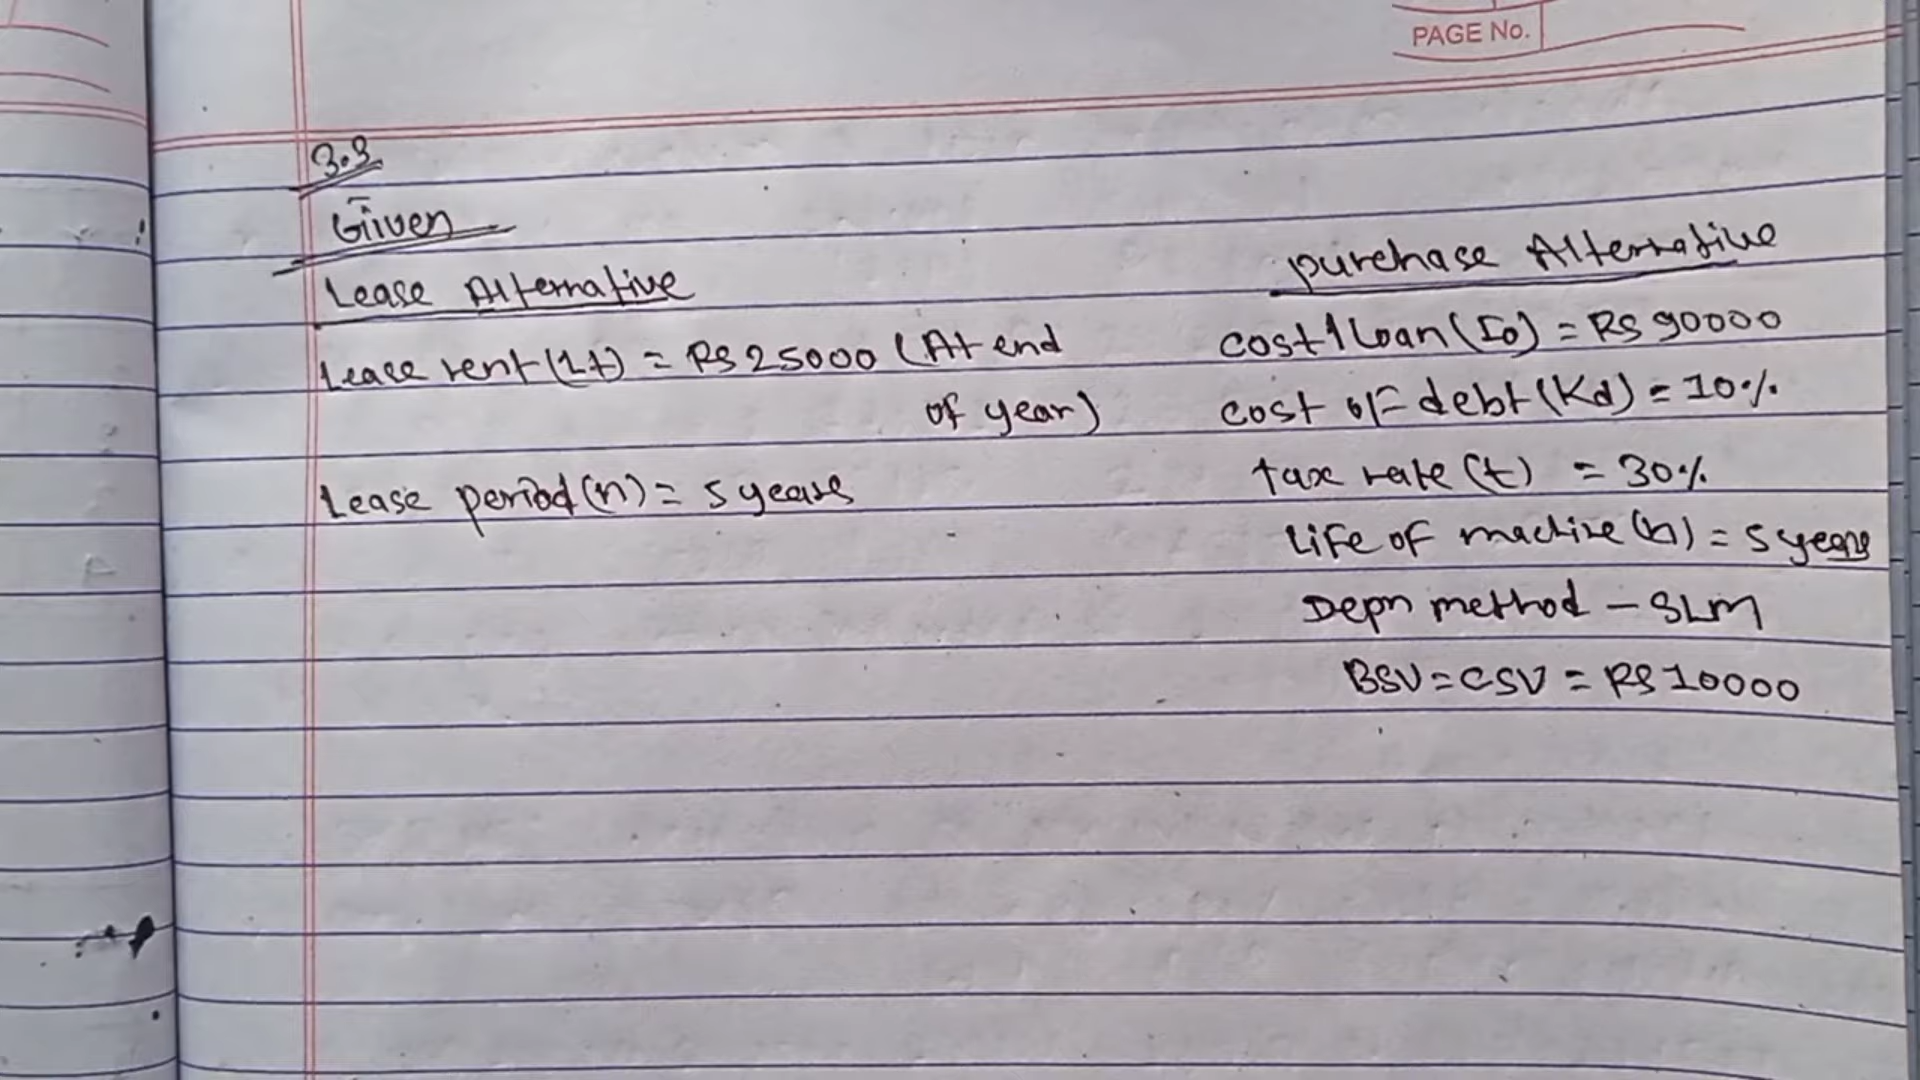 PAGE No.
3.3
Given
Lease Alternative
Lease rent (Lt) = RS 25000 (At end
of year)
Lease period (n) = 5 years
purchase Alternative
cost/Loan (I0) = RS 90000
cost of debt (Kd) = 10%
tax rate (t) = 30%
Life of machine (n) = 5 years
Depn method - SLM
BSV = CSV = RS 10000